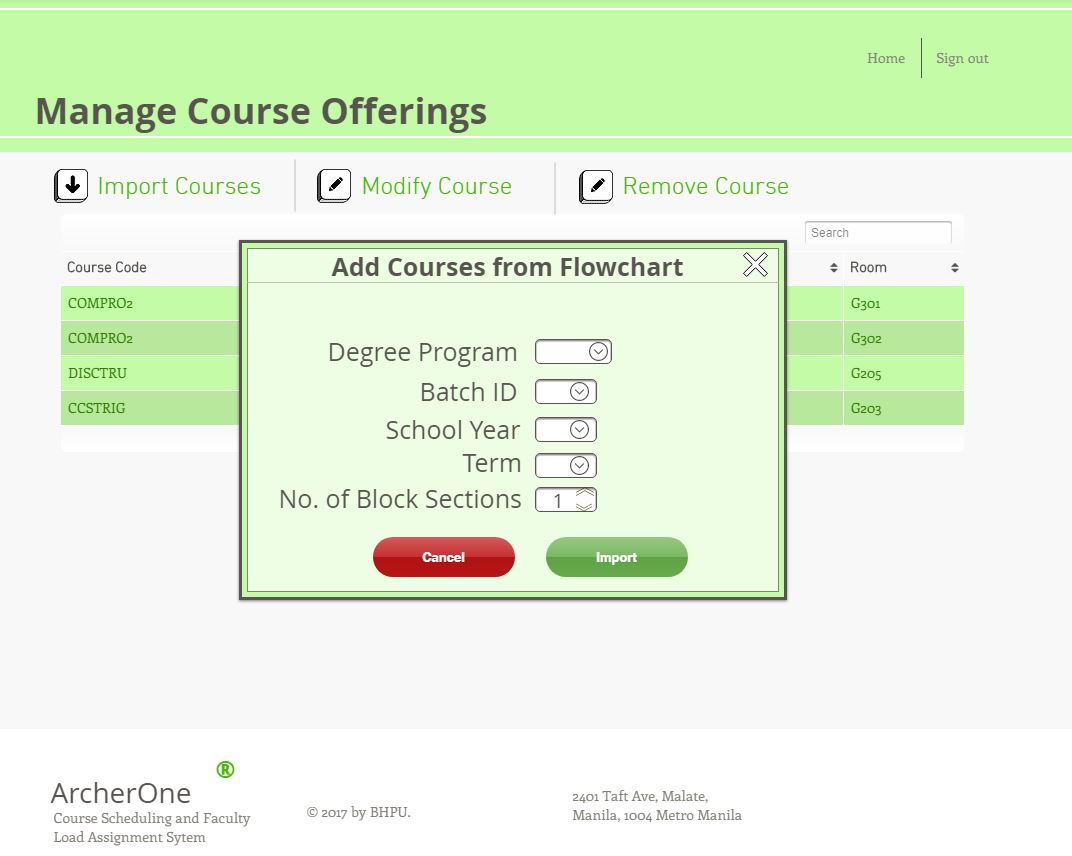 Home
Sign out
Manage Course Offerings
Import Courses
Modify Course
Remove Course
Search
Course Code
Room
COMPRO2
G301
COMPRO2
G302
DISCTRU
G205
CCSTRIG
G203
Add Courses from Flowchart
Degree Program
Batch ID
School Year
Term
No. of Block Sections
1
Cancel
Import
®
ArcherOne
Course Scheduling and Faculty
Load Assignment Sytem
© 2017 by BHPU.
2401 Taft Ave, Malate,
Manila, 1004 Metro Manila